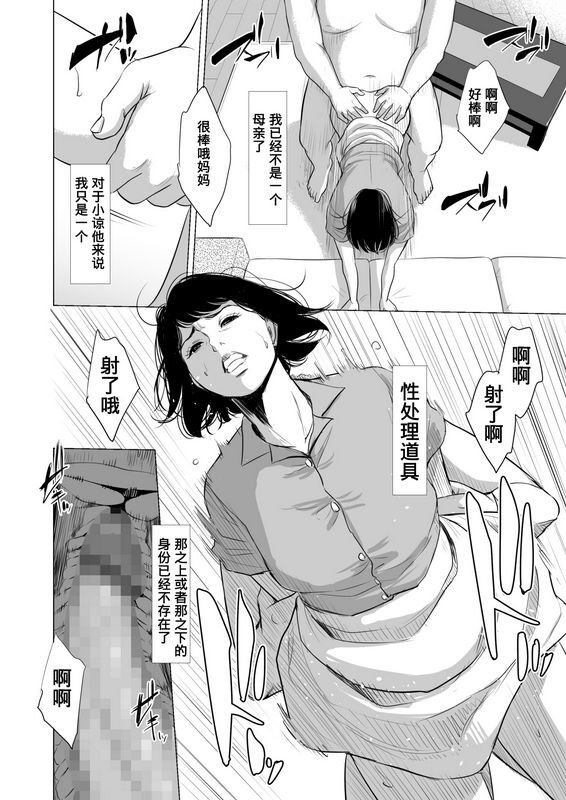 啊啊
好棒啊
我已经不是一个
母亲了
很棒哦妈妈
对于小谅他来说
我只是一个
啊啊
射了啊
性处理道具
射了哦
那之上或者那之下的
身份已经不存在了
啊啊